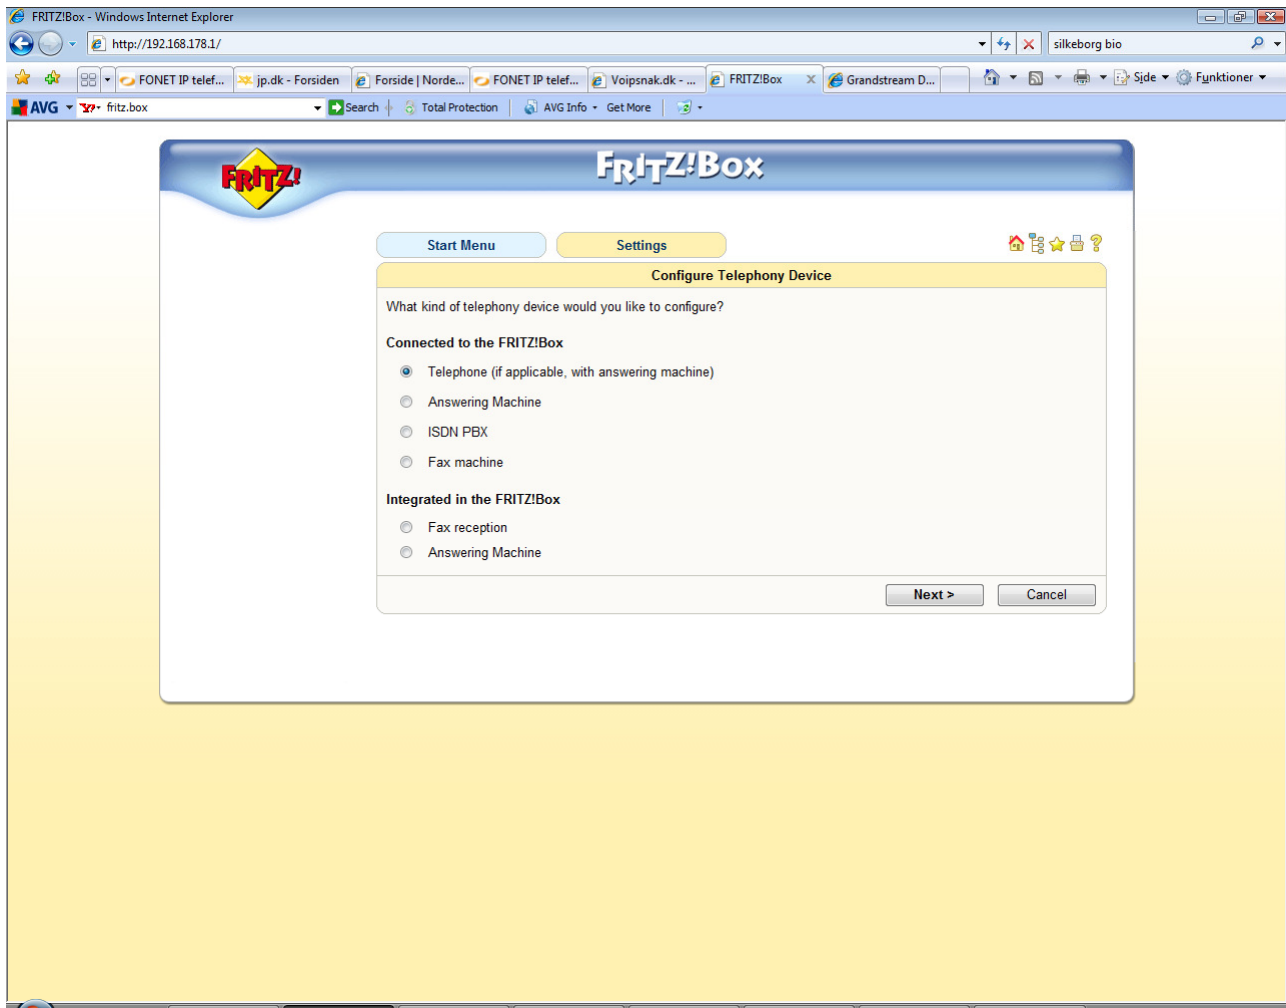 FRITZ!Box - Windows Internet Explorer
http://192.168.178.1/
silkeborg bio
FONET IP telef...
jp.dk - Forsiden
Forside | Norde...
FONET IP telef...
Voipsnak.dk - ...
FRITZ!Box
Grandstream D...
Side
Funktioner
AVG
fritz.box
Search
Total Protection
AVG Info
Get More
FRITZ!
FRITZ!Box
Start Menu
Settings
Configure Telephony Device
What kind of telephony device would you like to configure?
Connected to the FRITZ!Box
Telephone (if applicable, with answering machine)
Answering Machine
ISDN PBX
Fax machine
Integrated in the FRITZ!Box
Fax reception
Answering Machine
Next >
Cancel